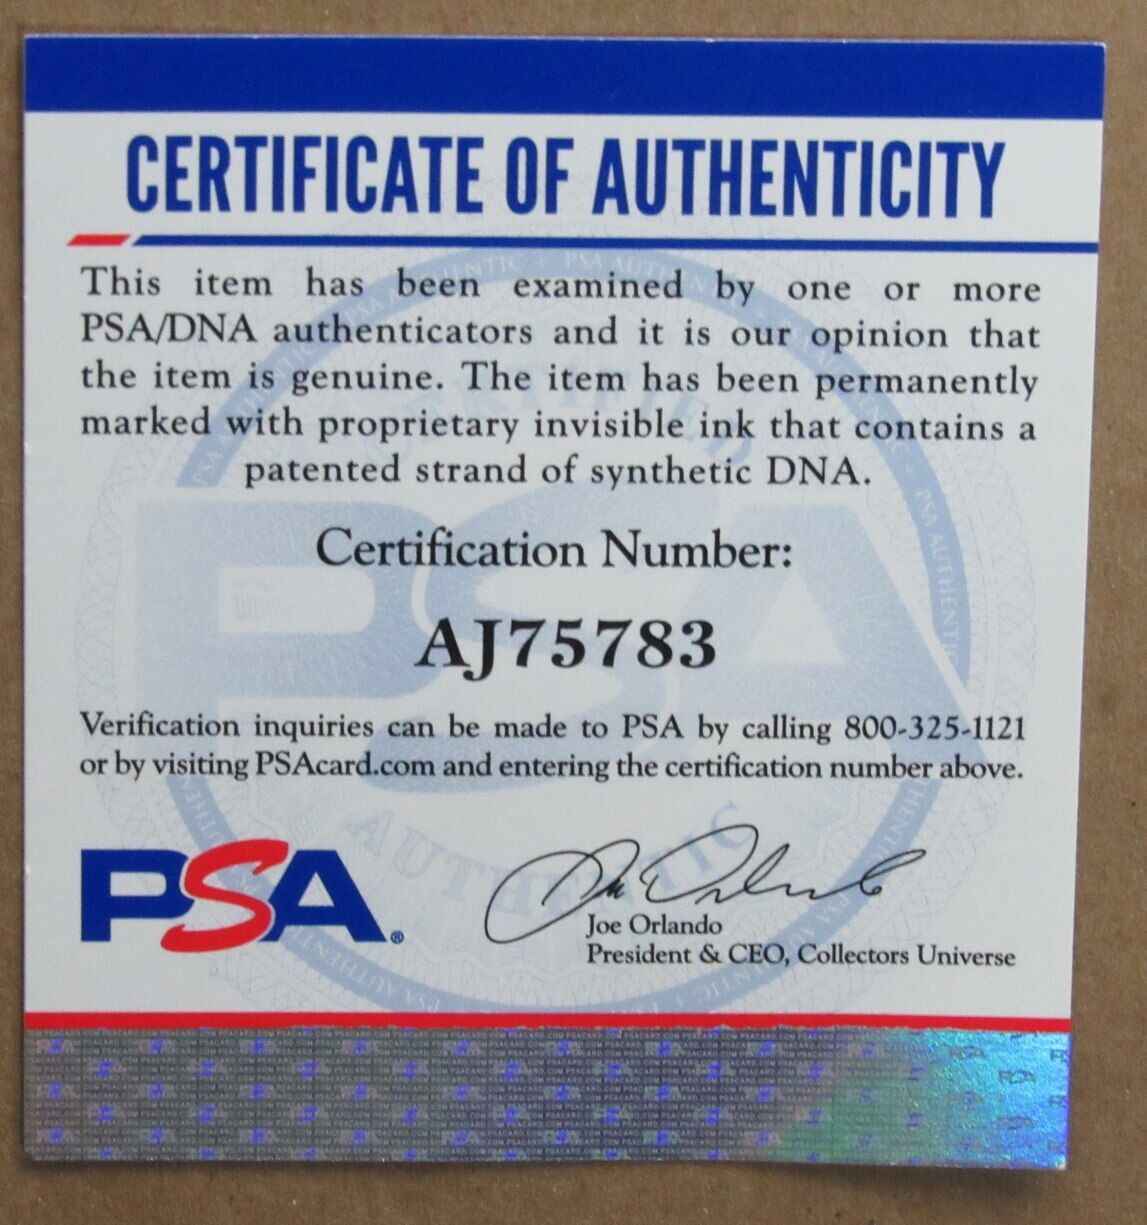 CERTIFICATE OF AUTHENTICITY
This item has been examined by one or more
PSA/DNA authenticators and it is our opinion that
the item is genuine. The item has been permanently
marked with proprietary invisible ink that contains a
patented strand of synthetic DNA.
Certification Number:
AJ75783
Verification inquiries can be made to PSA by calling 800-325-1121
or by visiting PSAcard.com and entering the certification number above.
PSA®
Joe Orlando
Joe Orlando
President & CEO, Collectors Universe